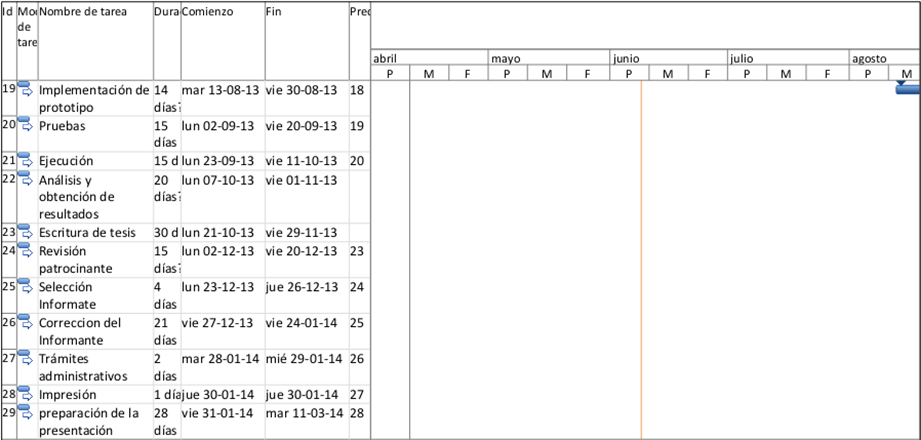 Id Mo Nombre de tarea Dura Comienzo Fin Pred
de
tare
abril mayo junio julio agosto
P M F P M F P M F P M F P M
19 Implementación de 14 mar 13-08-13 vie 30-08-13 18
prototipo días?
20 Pruebas 15 lun 02-09-13 vie 20-09-13 19
días
21 Ejecución 15 d lun 23-09-13 vie 11-10-13 20
22 Análisis y 20 lun 07-10-13 vie 01-11-13
obtención de días?
resultados
23 Escritura de tesis 30 d lun 21-10-13 vie 29-11-13
24 Revisión 15 lun 02-12-13 vie 20-12-13 23
patrocinante días?
25 Selección 4 lun 23-12-13 jue 26-12-13 24
Informate días
26 Correccion del 21 vie 27-12-13 vie 24-01-14 25
Informante días
27 Trámites 2 mar 28-01-14 mié 29-01-14 26
administrativos días
28 Impresión 1 día jue 30-01-14 jue 30-01-14 27
29 preparación de la 28 vie 31-01-14 mar 11-03-14 28
presentación días